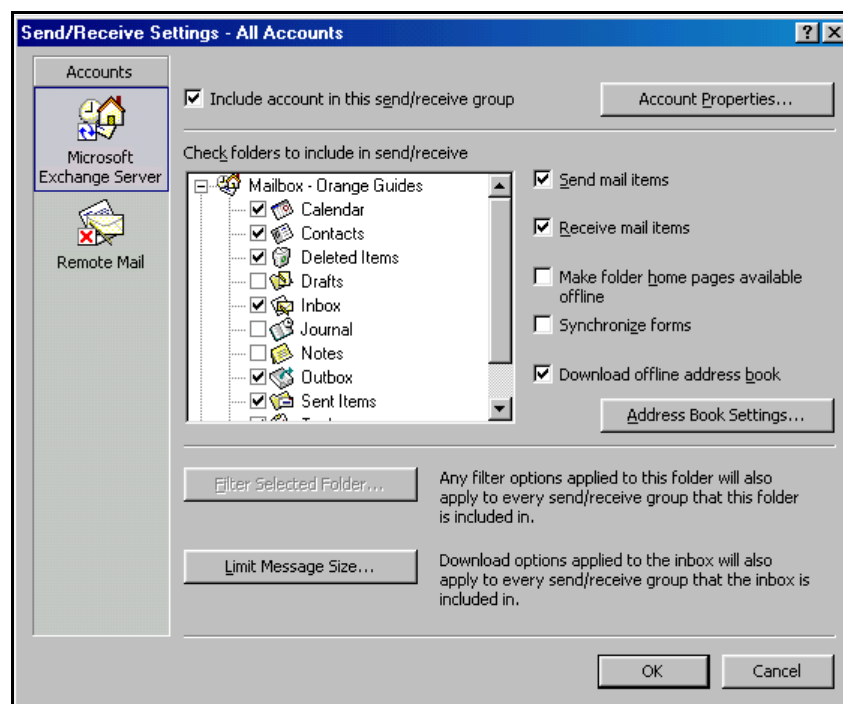 Send/Receive Settings - All Accounts
Accounts
Microsoft
Exchange Server
Remote Mail
Include account in this send/receive group
Account Properties...
Check folders to include in send/receive
Mailbox - Orange Guides
Calendar
Contacts
Deleted Items
Drafts
Inbox
Journal
Notes
Outbox
Sent Items
Send mail items
Receive mail items
Make folder home pages available
offline
Synchronize forms
Download offline address book
Address Book Settings...
Filter Selected Folder...
Any filter options applied to this folder will also
apply to every send/receive group that this folder
is included in.
Limit Message Size...
Download options applied to the inbox will also
apply to every send/receive group that the inbox is
included in.
OK
Cancel